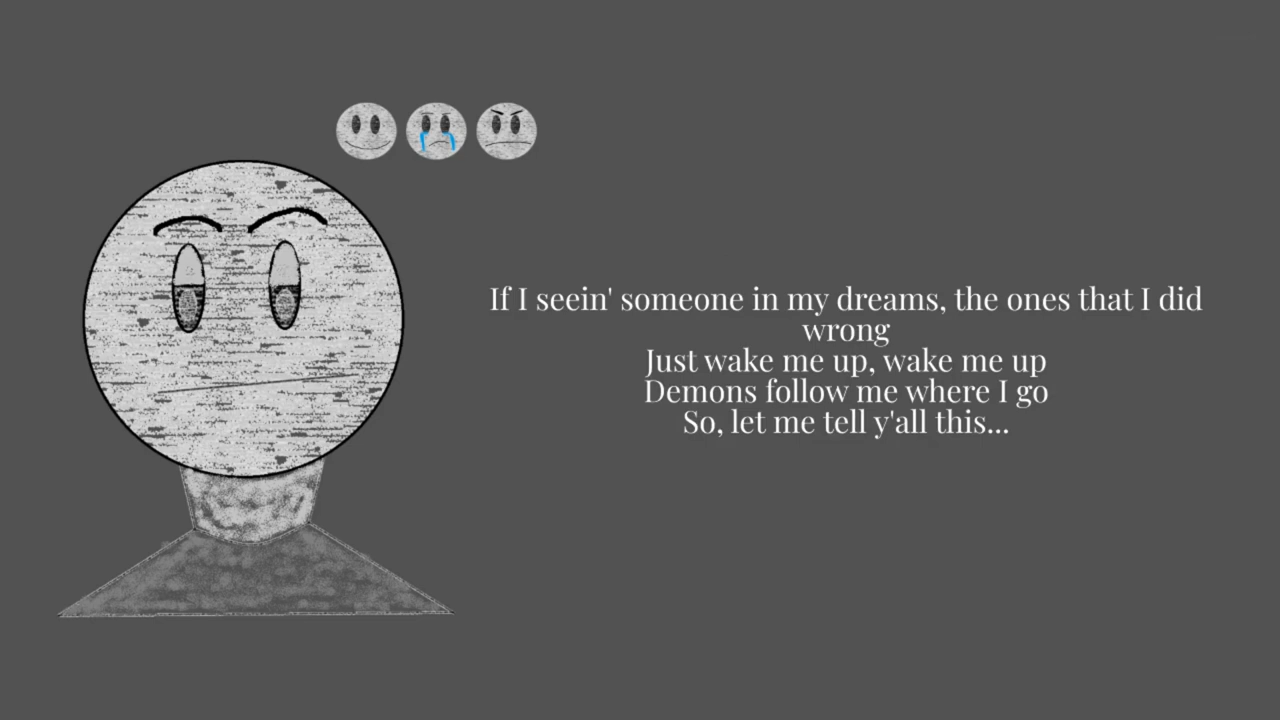 If I seein' someone in my dreams, the ones that I did
wrong
Just wake me up, wake me up
Demons follow me where I go
So, let me tell y'all this...